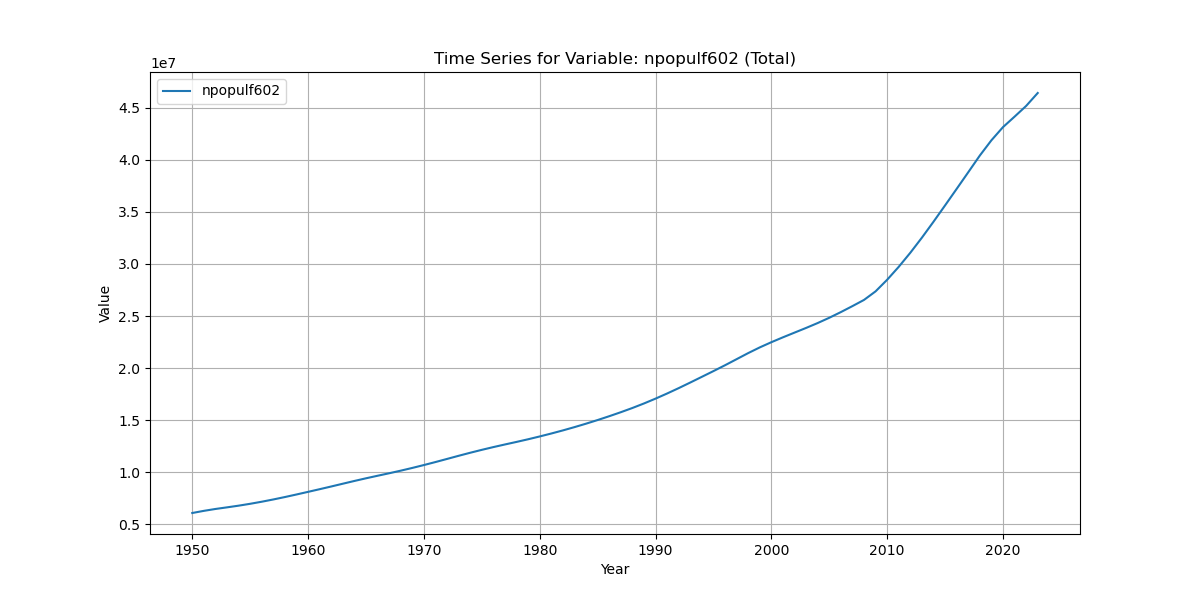 Time Series for Variable: npopulf602 (Total)
1e7
npopulf602
4.5
4.0
3.5
3.0
2.5
2.0
1.5
1.0
0.5
Value
1950 1960 1970 1980 1990 2000 2010 2020
Year